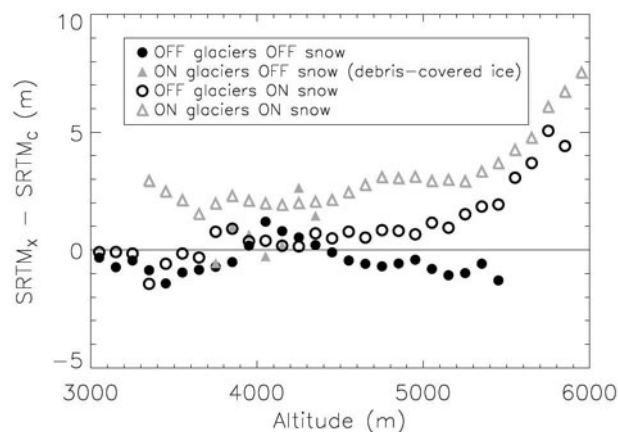 10
5
0
−5
SRTMX − SRTMC (m)
OFF glaciers OFF snow
ON glaciers OFF snow (debris−covered ice)
OFF glaciers ON snow
ON glaciers ON snow
3000 4000 5000 6000
Altitude (m)